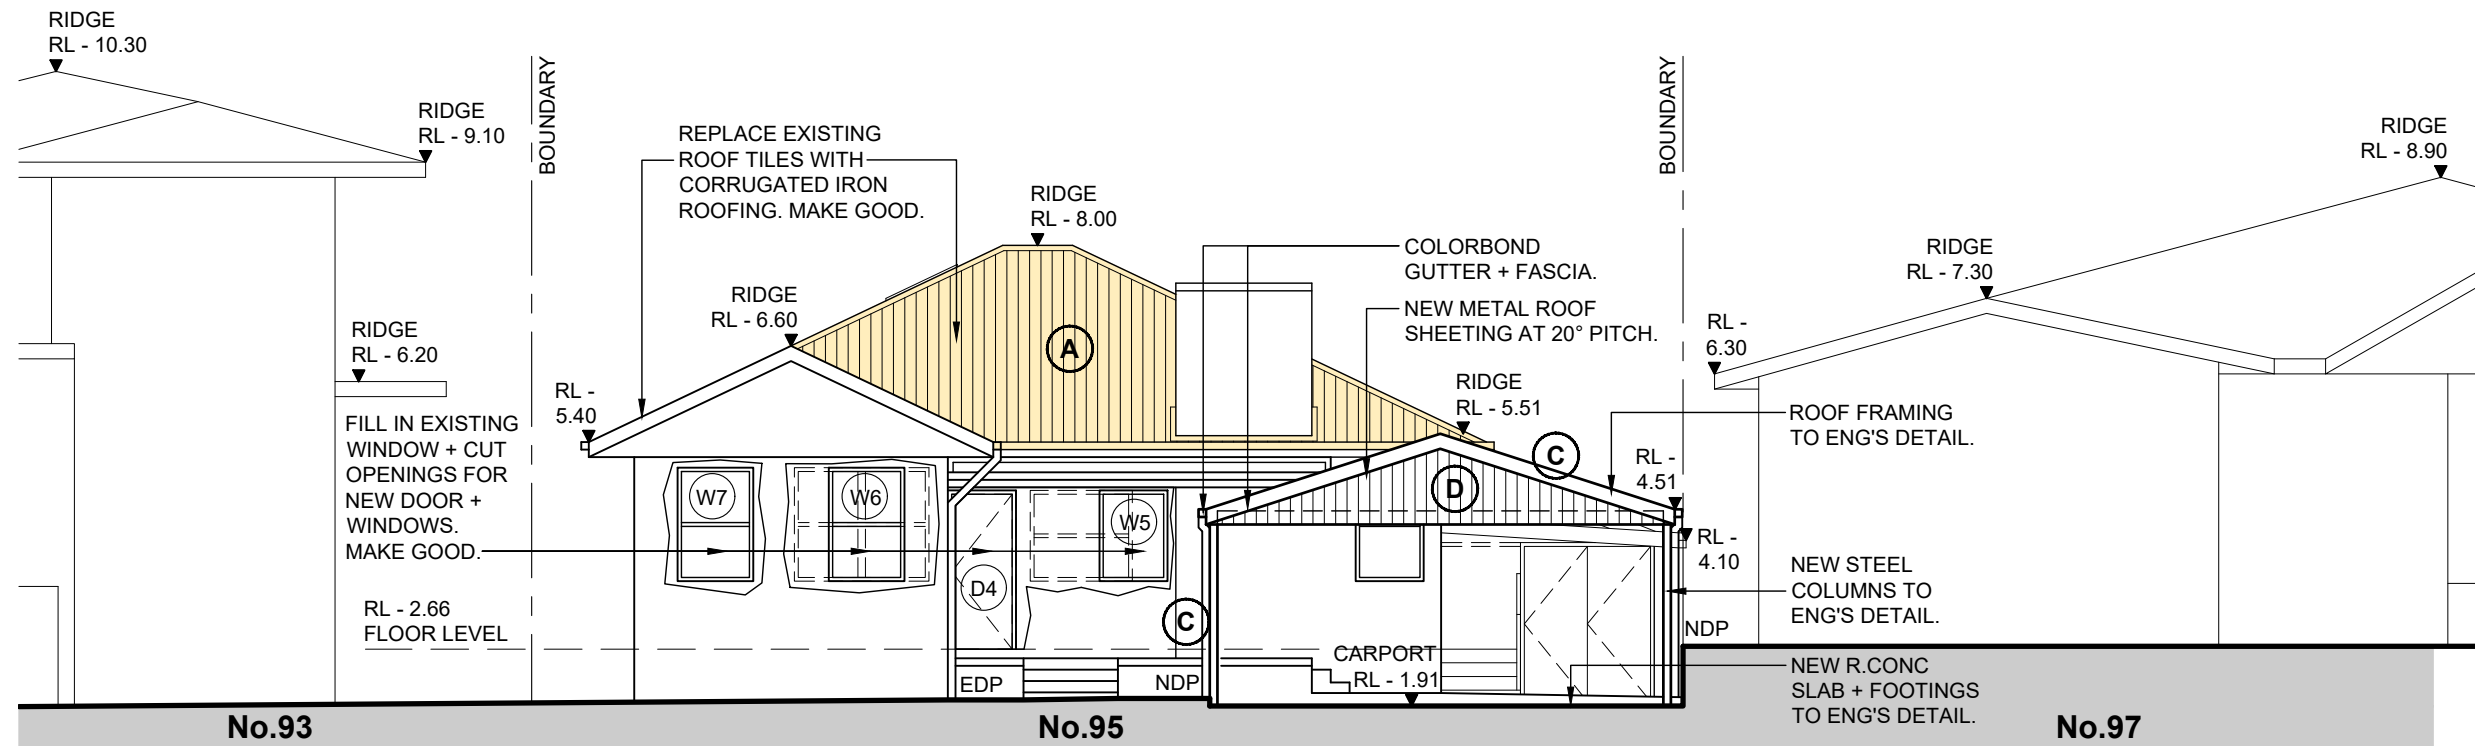 RIDGE
RL - 10.30
RIDGE
RL - 9.10
BOUNDARY
REPLACE EXISTING
ROOF TILES WITH
CORRUGATED IRON
ROOFING. MAKE GOOD.
RIDGE
RL - 8.00
BOUNDARY
RIDGE
RL - 8.90
COLORBOND
GUTTER + FASCIA.
RIDGE
RL - 7.30
RIDGE
RL - 6.60
NEW METAL ROOF
SHEETING AT 20° PITCH.
RIDGE
RL - 6.20
A
RL -
6.30
RL -
5.40
RIDGE
RL - 5.51
ROOF FRAMING
TO ENG'S DETAIL.
FILL IN EXISTING
WINDOW + CUT
OPENINGS FOR
NEW DOOR +
WINDOWS.
MAKE GOOD.
C
RL -
4.51
W7
W6
D
W5
RL -
4.10
NEW STEEL
COLUMNS TO
ENG'S DETAIL.
D4
RL - 2.66
FLOOR LEVEL
C
NDP
CARPORT
RL - 1.91
EDP
NDP
NEW R.CONC
SLAB + FOOTINGS
TO ENG'S DETAIL.
No.93
No.95
No.97